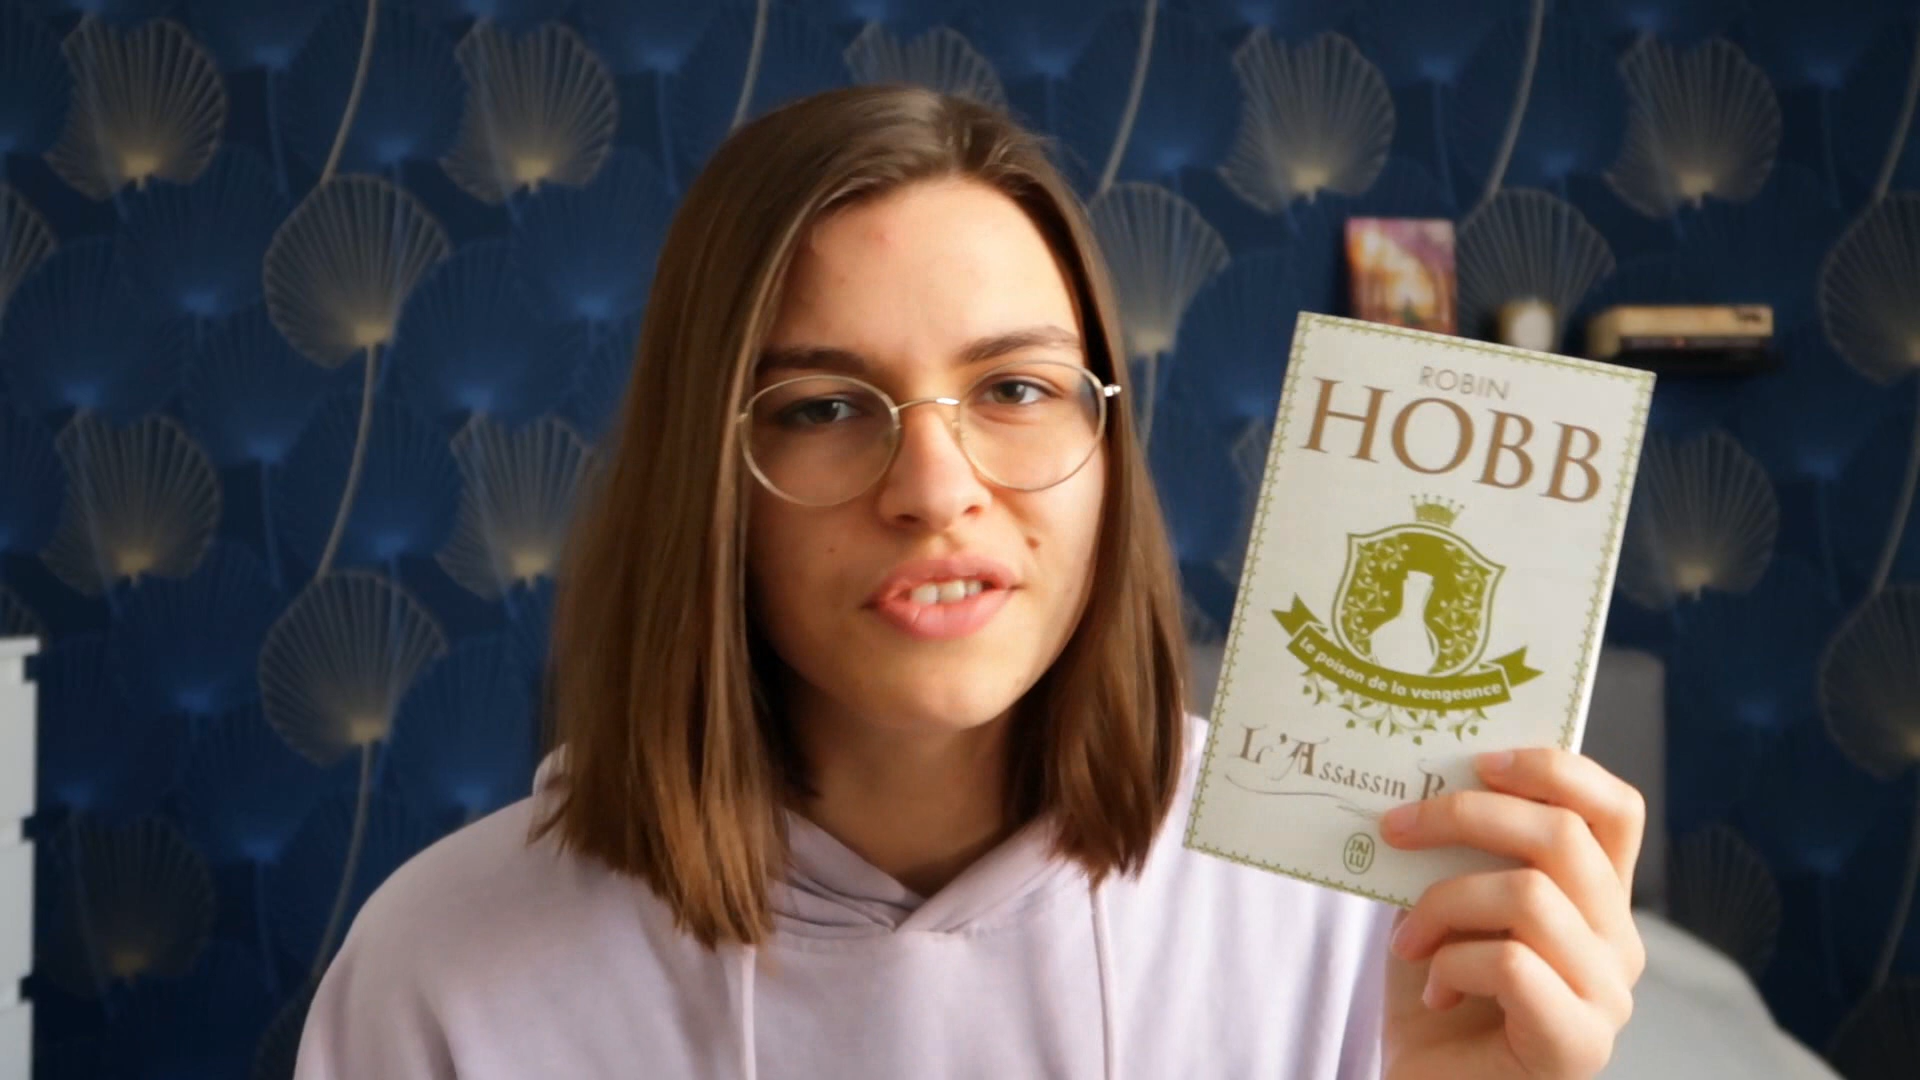 ROBIN
HOBB
Le poison de la vengeance
L'Assassin R
J'AI
LU